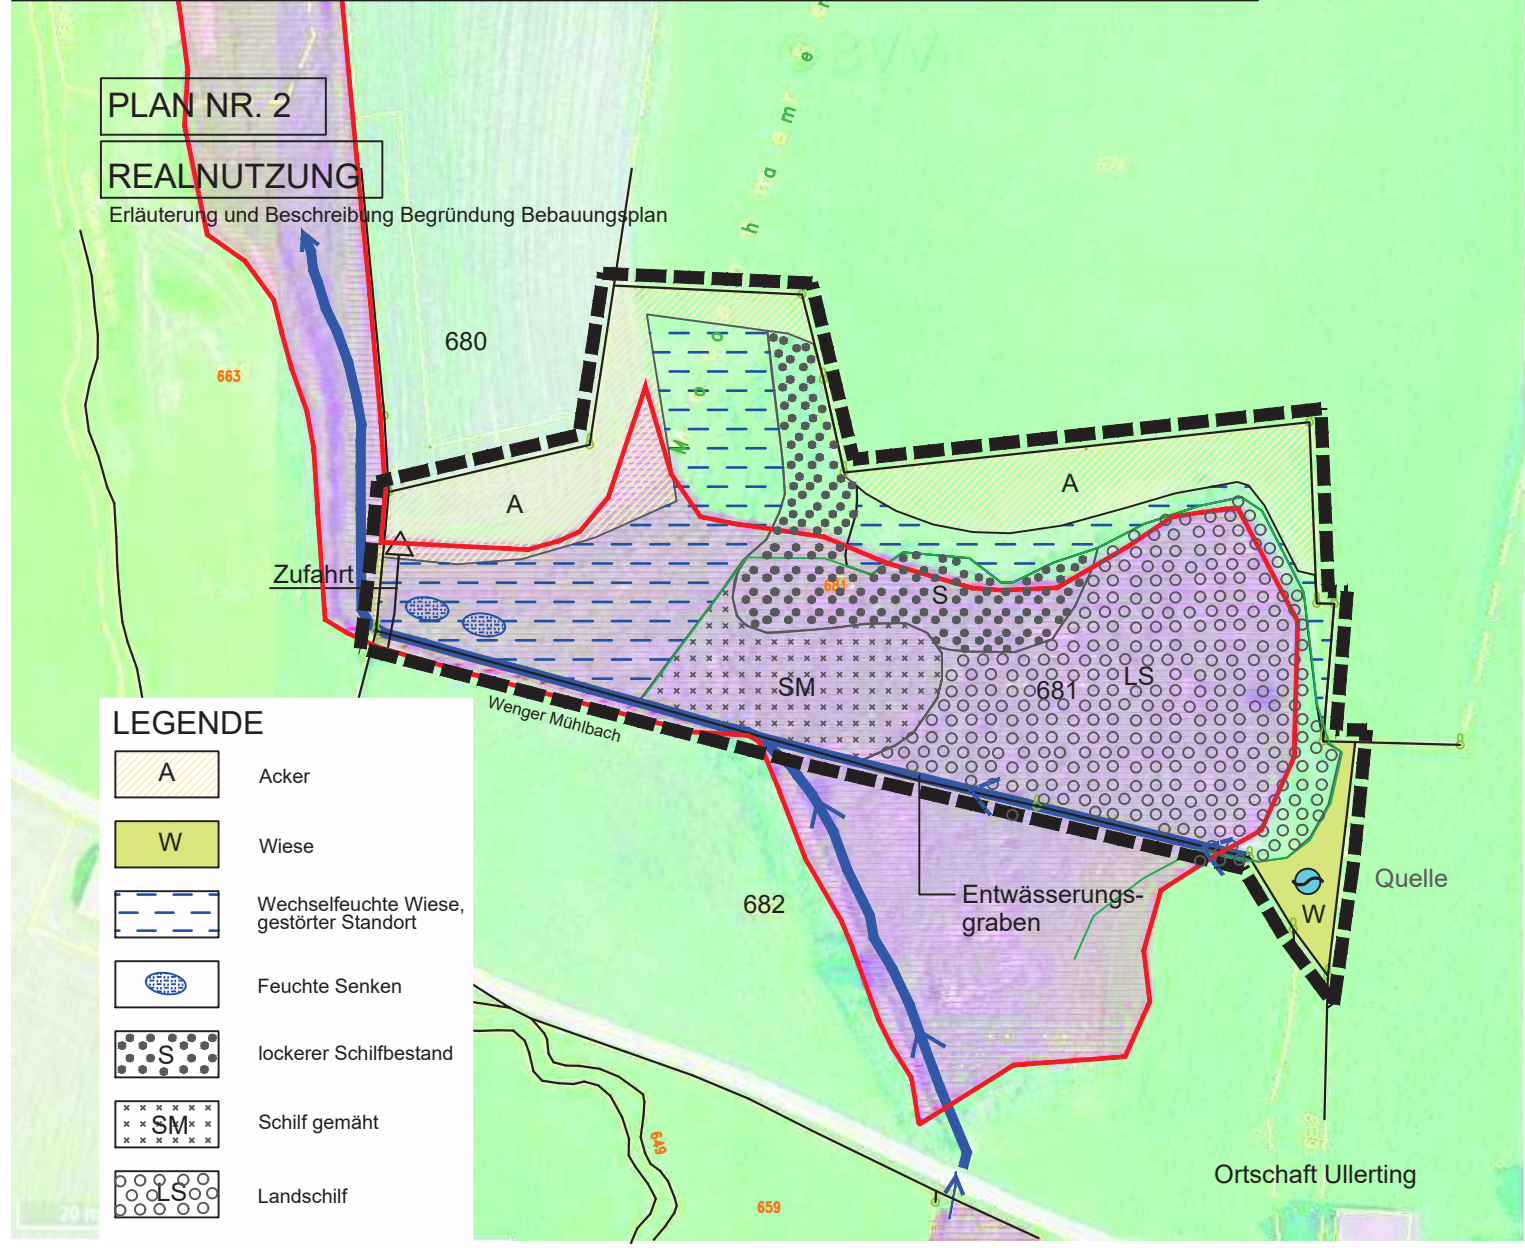 PLAN NR. 2
REALNUTZUNG
Erläuterung und Beschreibung Begründung Bebauungsplan
M o o s h a m e r
680
663
A
A
Zufahrt
681
S
SM
681
LS
Wenger Mühlbach
682
Entwässerungs-
graben
Quelle
W
649
659
Ortschaft Ullerting
LEGENDE
A
Acker
W
Wiese
Wechselfeuchte Wiese,
gestörter Standort
Feuchte Senken
S
lockerer Schilfbestand
SM
Schilf gemäht
LS
Landschilf
20 m